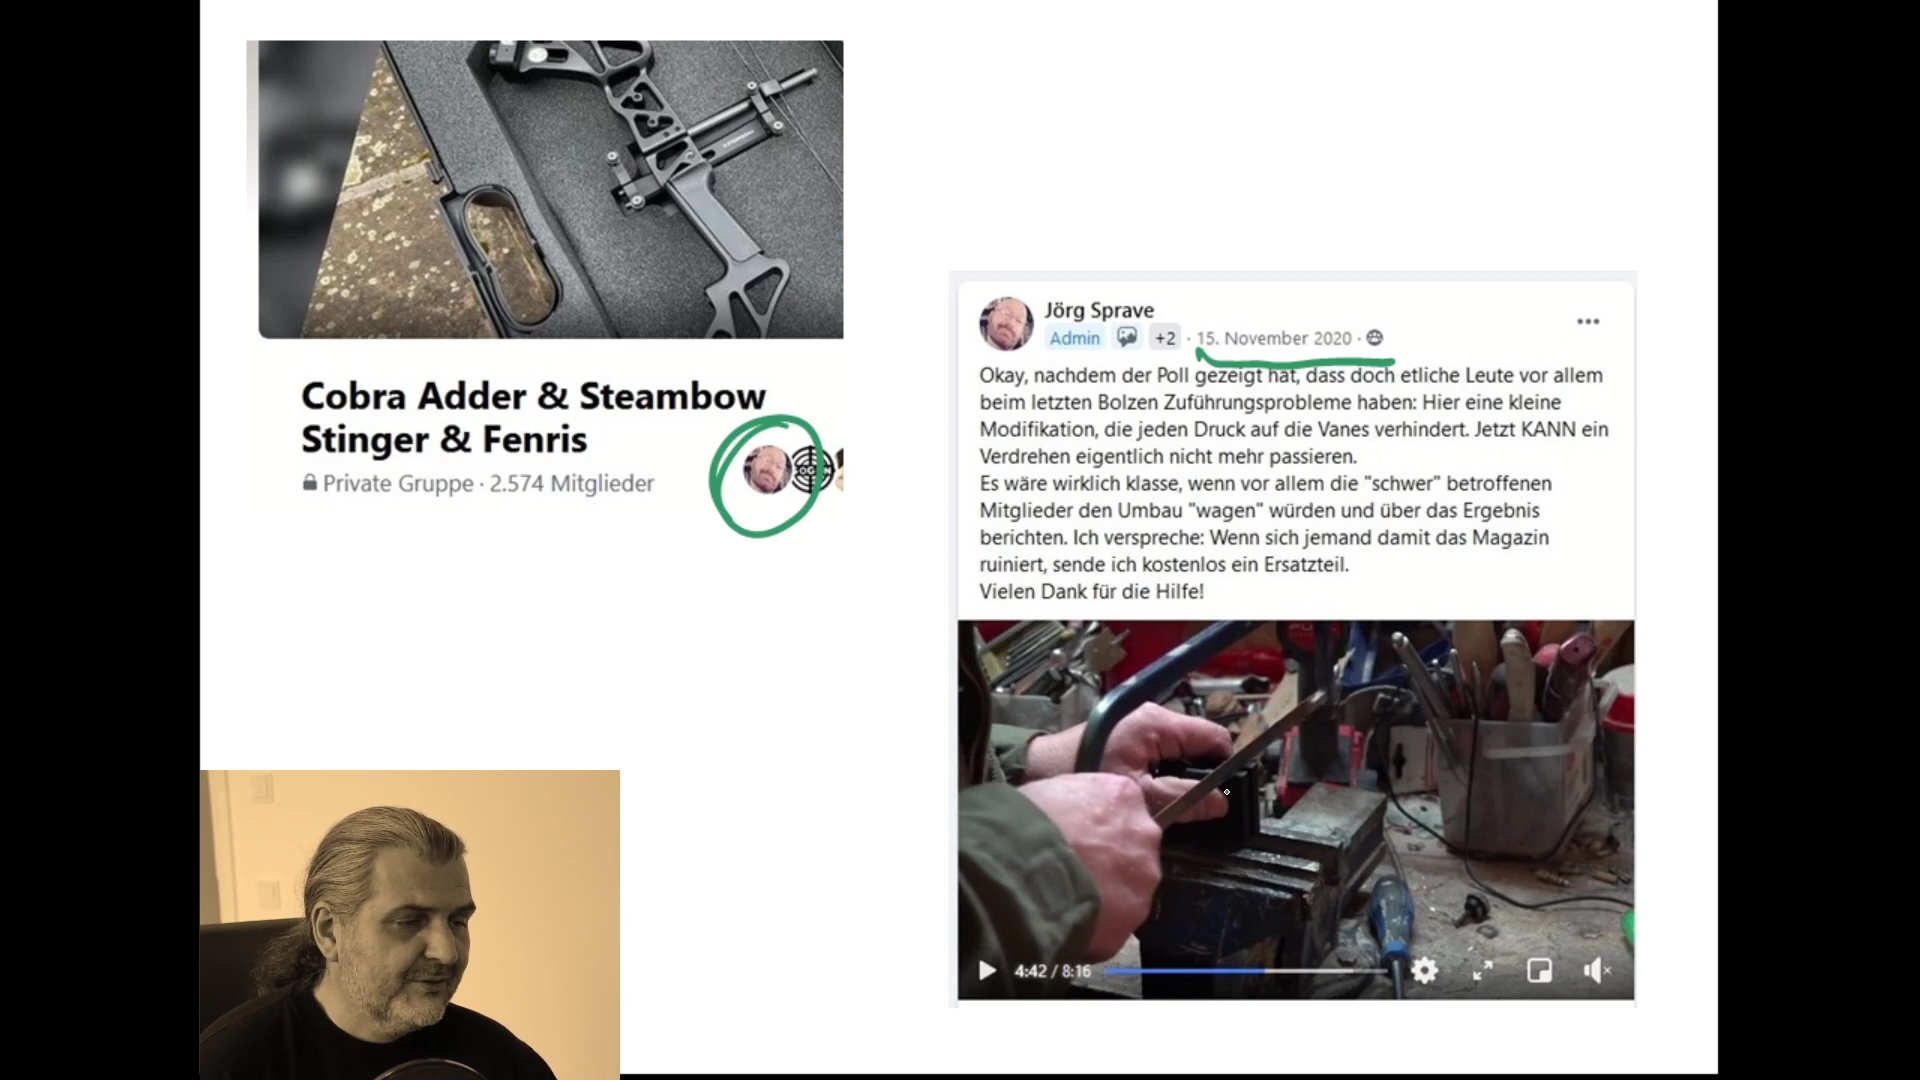 Cobra Adder & Steambow
Stinger & Fenris
Private Gruppe · 2.574 Mitglieder
Jörg Sprave
Admin +2 · 15. November 2020 ·
Okay, nachdem der Poll gezeigt hat, dass doch etliche Leute vor allem
beim letzten Bolzen Zuführungsprobleme haben: Hier eine kleine
Modifikation, die jeden Druck auf die Vanes verhindert. Jetzt KANN ein
Verdrehen eigentlich nicht mehr passieren.
Es wäre wirklich klasse, wenn vor allem die "schwer" betroffenen
Mitglieder den Umbau "wagen" würden und über das Ergebnis
berichten. Ich verspreche: Wenn sich jemand damit das Magazin
ruiniert, sende ich kostenlos ein Ersatzteil.
Vielen Dank für die Hilfe!
4:42 / 8:16